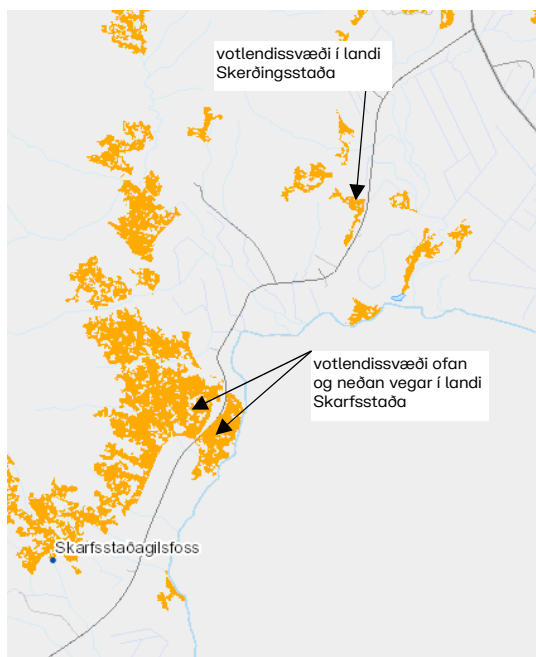 votlendissvæði í landi
Skerðingsstaða
votlendissvæði ofan
og neðan vegar í landi
Skarfsstaða
Skarfsstaðagilsfoss